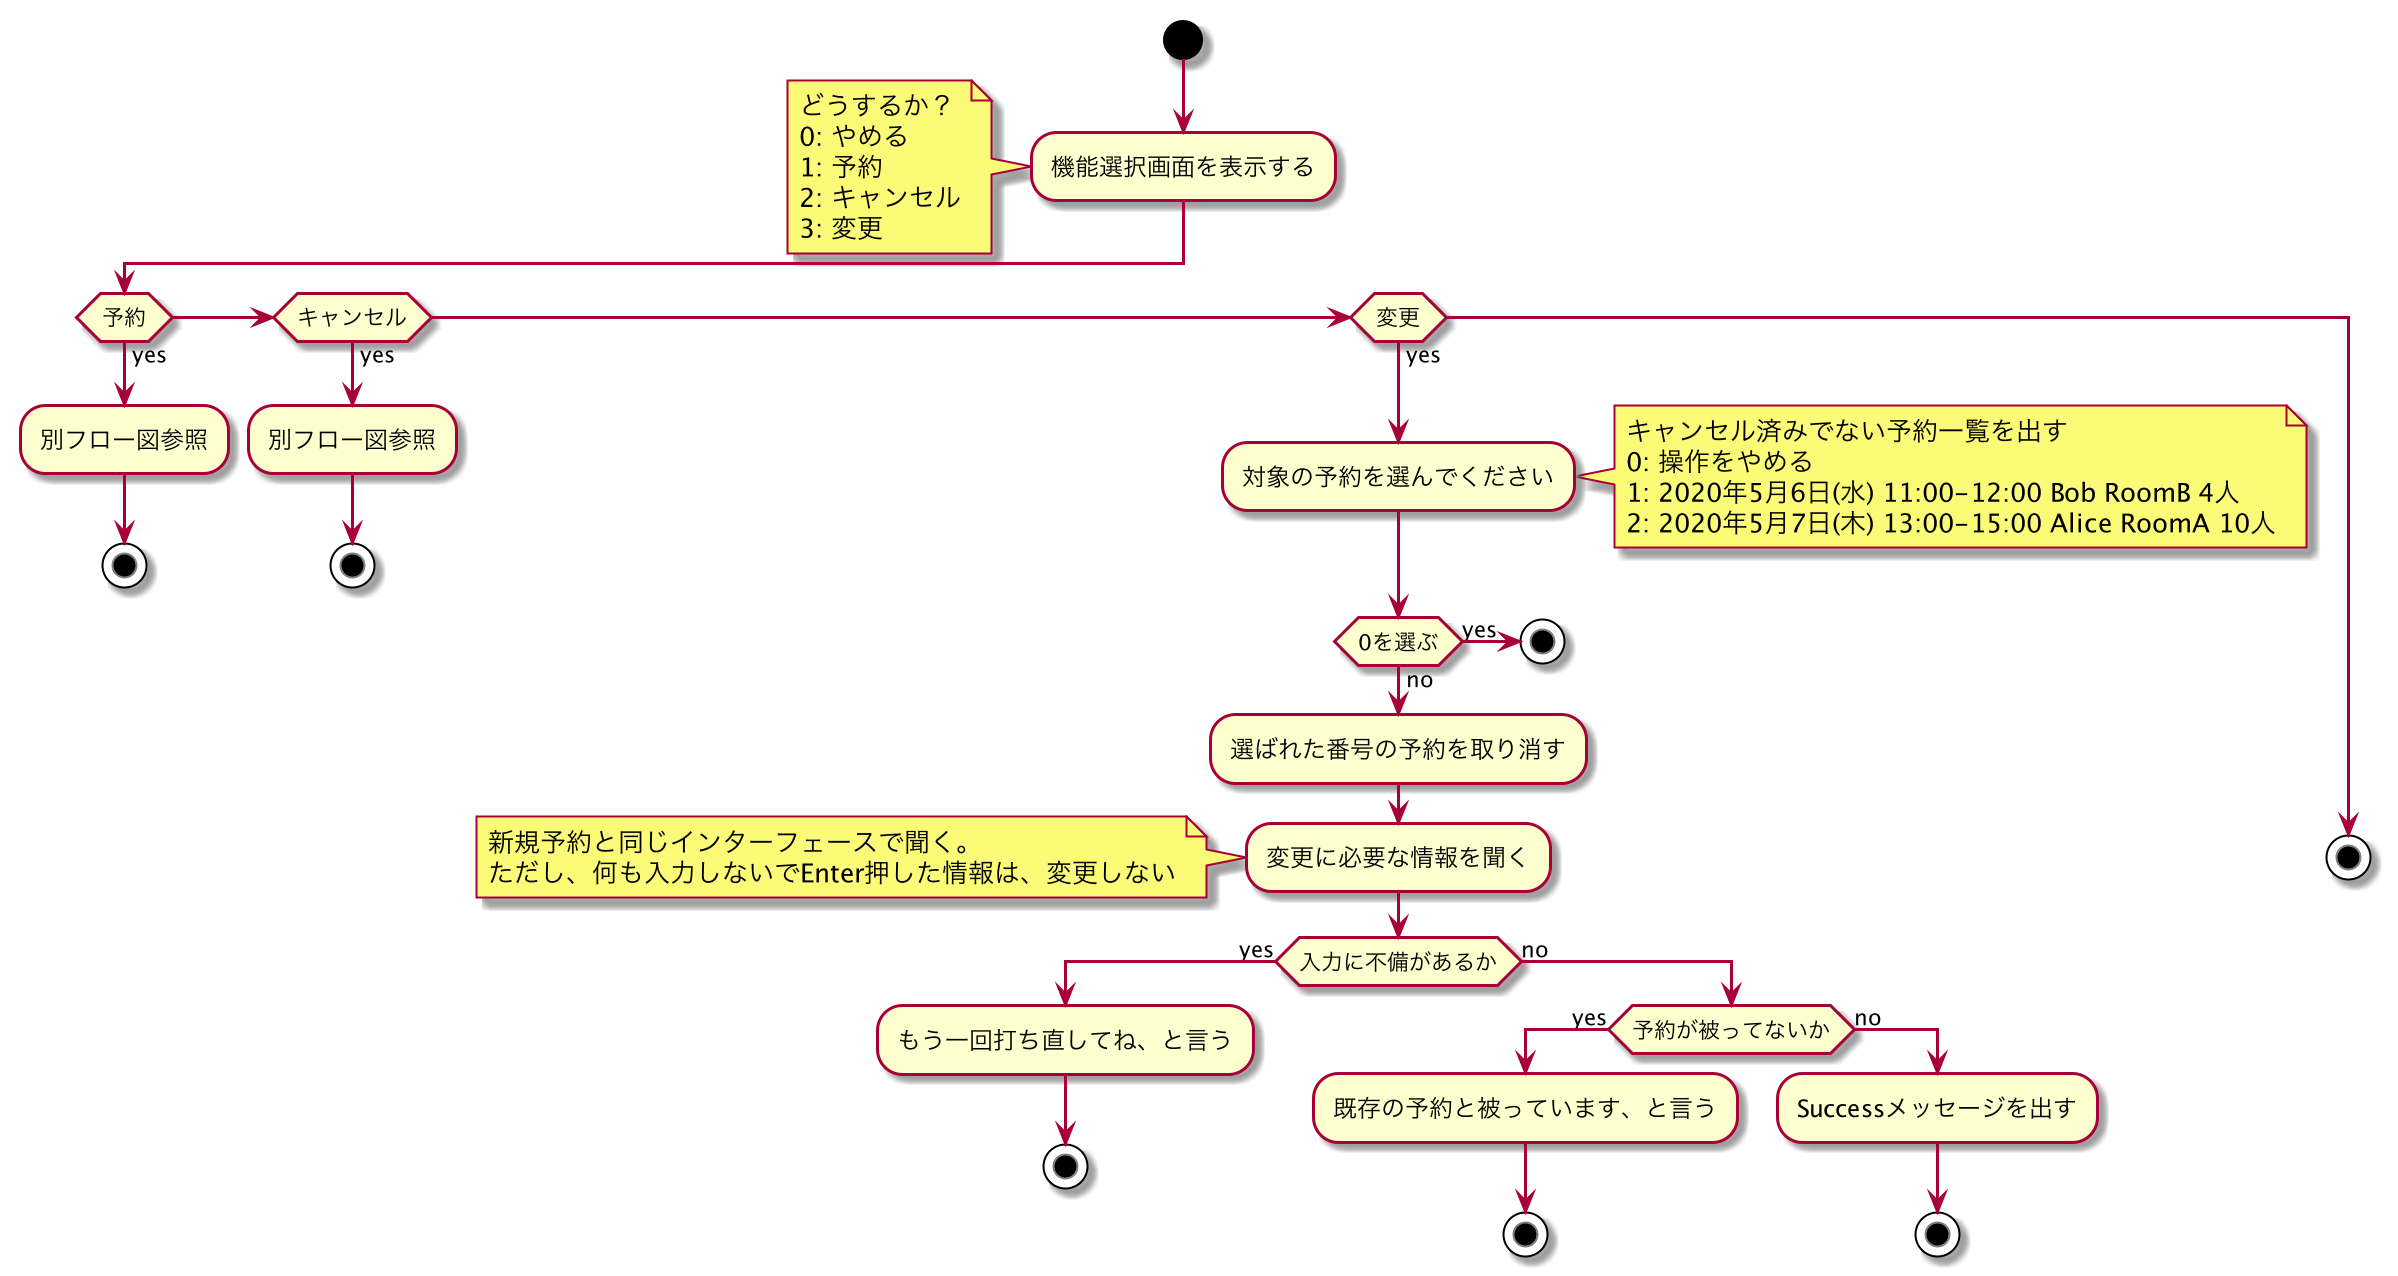 どうするか？
0: やめる
1: 予約
2: キャンセル
3: 変更
機能選択画面を表示する
予約
キャンセル
変更
yes
yes
yes
別フロー図参照
別フロー図参照
対象の予約を選んでください
キャンセル済みでない予約一覧を出す
0: 操作をやめる
1: 2020年5月6日(水) 11:00-12:00 Bob RoomB 4人
2: 2020年5月7日(木) 13:00-15:00 Alice RoomA 10人
0を選ぶ
yes
no
選ばれた番号の予約を取り消す
新規予約と同じインターフェースで聞く。
ただし、何も入力しないでEnter押した情報は、変更しない
変更に必要な情報を聞く
yes
入力に不備があるか
no
もう一回打ち直してね、と言う
yes
予約が被ってないか
no
既存の予約と被っています、と言う
Successメッセージを出す